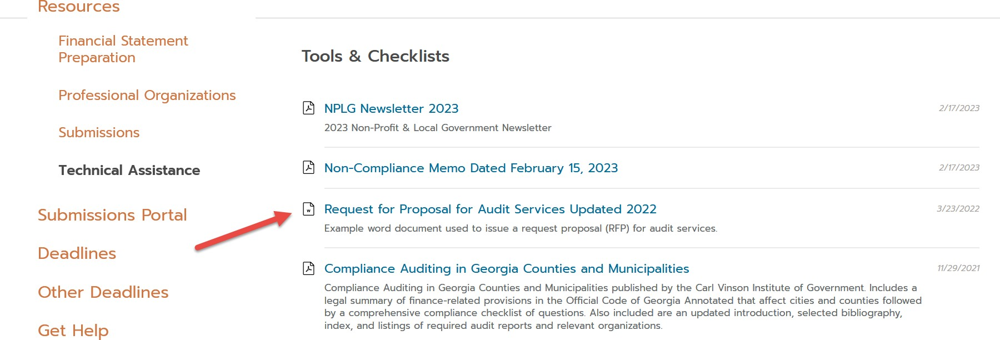 Resources
Financial Statement
Preparation
Professional Organizations
Submissions
Technical Assistance
Submissions Portal
Deadlines
Other Deadlines
Get Help
Tools & Checklists
NPLG Newsletter 2023
2/17/2023
2023 Non-Profit & Local Government Newsletter
Non-Compliance Memo Dated February 15, 2023
2/17/2023
Request for Proposal for Audit Services Updated 2022
3/23/2022
Example word document used to issue a request proposal (RFP) for audit services.
Compliance Auditing in Georgia Counties and Municipalities
11/29/2021
Compliance Auditing in Georgia Counties and Municipalities published by the Carl Vinson Institute of Government. Includes a
legal summary of finance-related provisions in the Official Code of Georgia Annotated that affect cities and counties followed
by a comprehensive compliance checklist of questions. Also included are an updated introduction, selected bibliography,
index, and listings of required audit reports and relevant organizations.